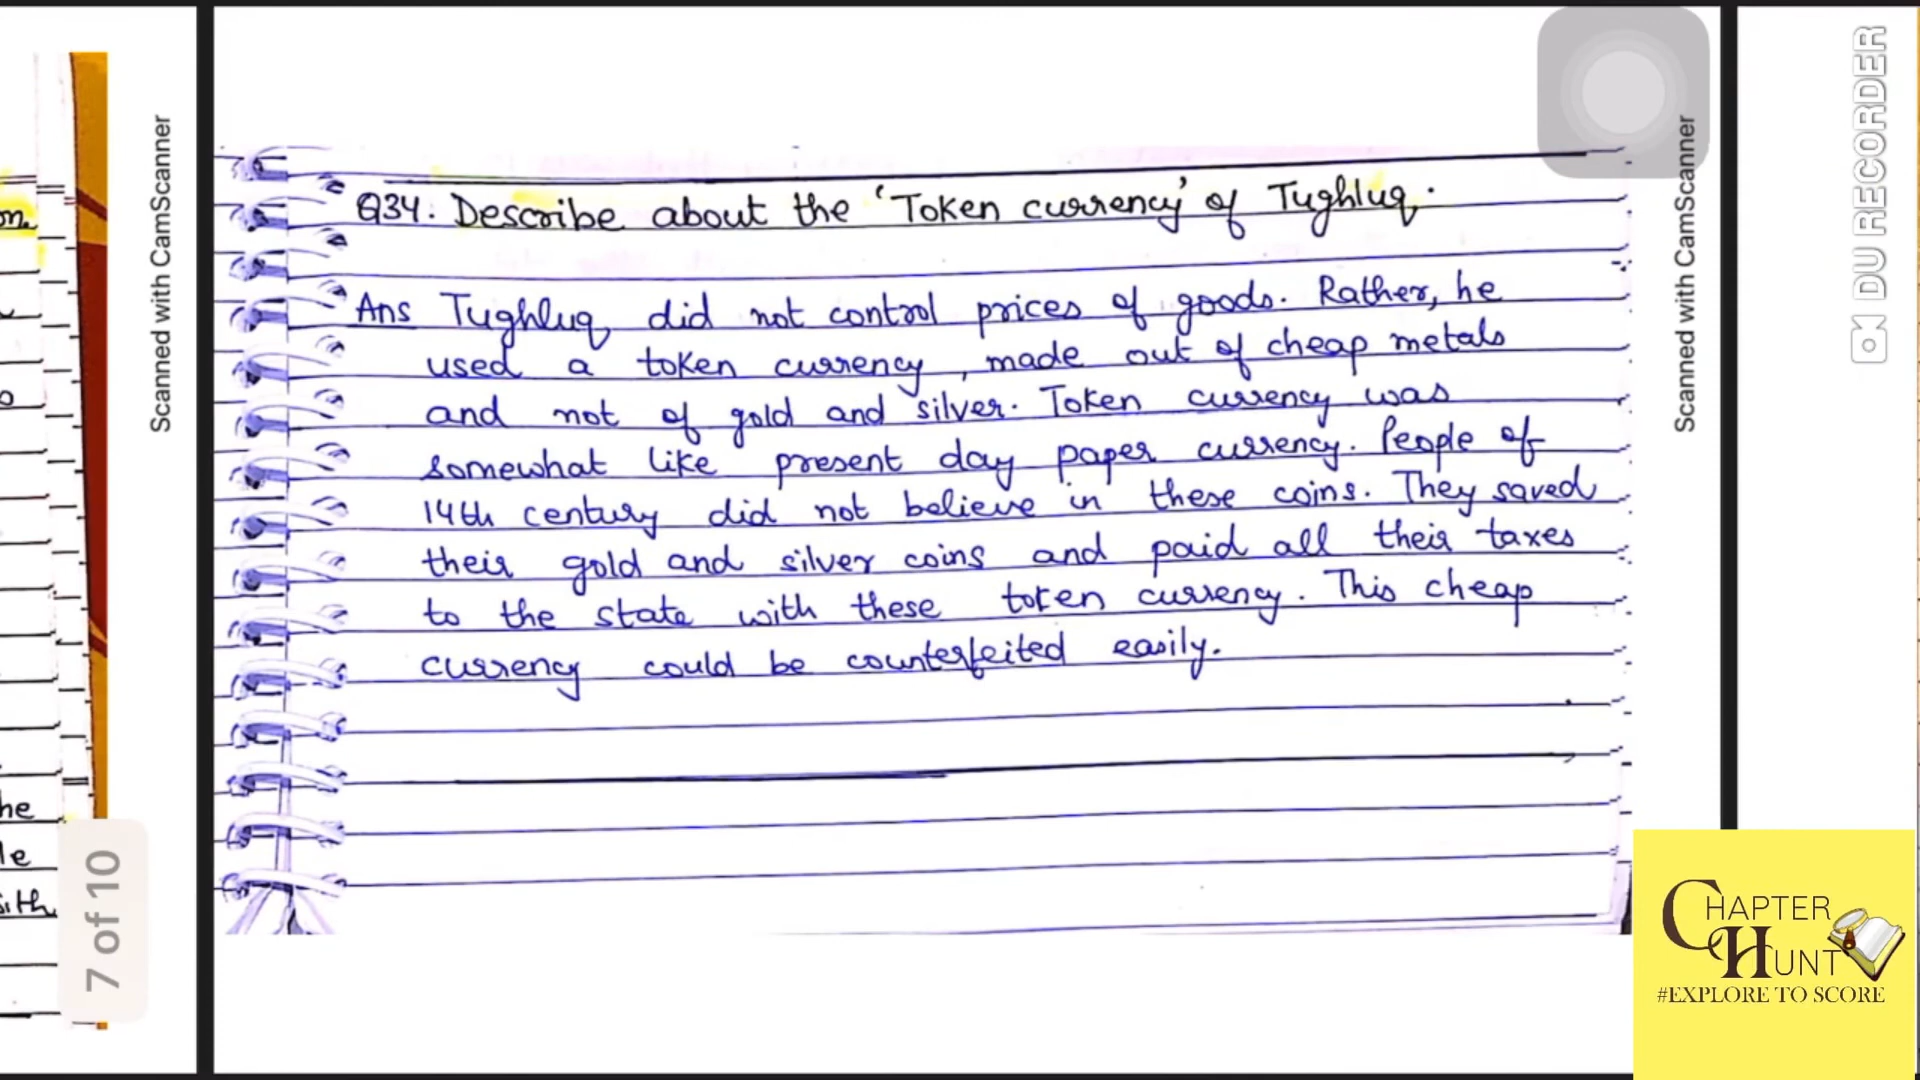 Q34. Describe about the 'Token currency' of Tughluq.
Ans Tughluq did not control prices of goods. Rather, he
used a token currency, made out of cheap metals
and not of gold and silver. Token currency was
somewhat like present day paper currency. People of
14th century did not believe in these coins. They saved
their gold and silver coins and paid all their taxes
to the state with these token currency. This cheap
currency could be counterfeited easily.
Scanned with CamScanner
Scanned with CamScanner
DU RECORDER
7 of 10
he
CHAPTER
HUNT
#EXPLORE TO SCORE